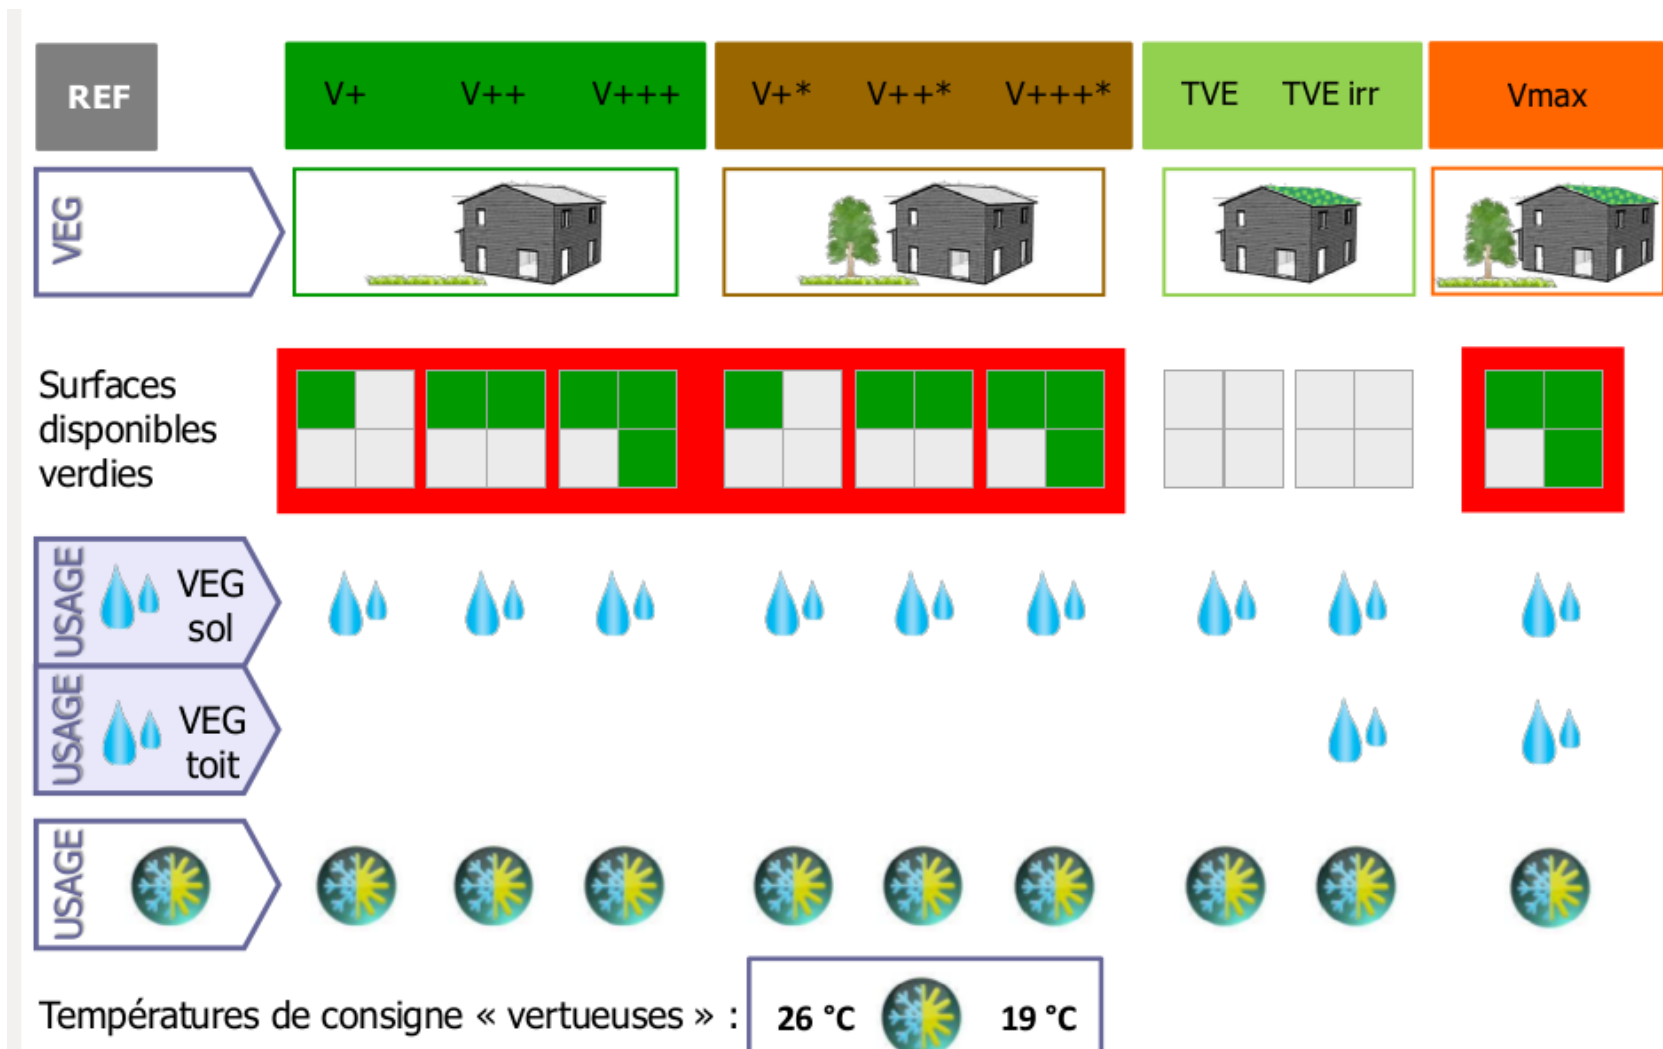 REF
V+ V++ V+++
V+* V++* V+++*
TVE TVE irr
Vmax
VEG
Surfaces
disponibles
verdies
USAGE
VEG
sol
USAGE
VEG
toit
USAGE
Températures de consigne « vertueuses » :
26 °C 19 °C